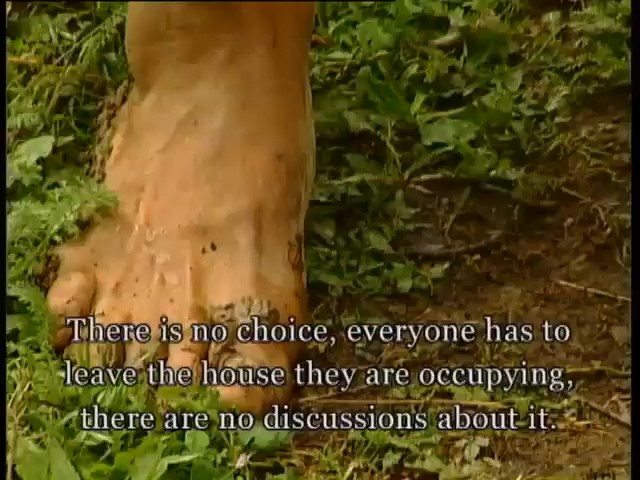 There is no choice, everyone has to
leave the house they are occupying,
there are no discussions about it.